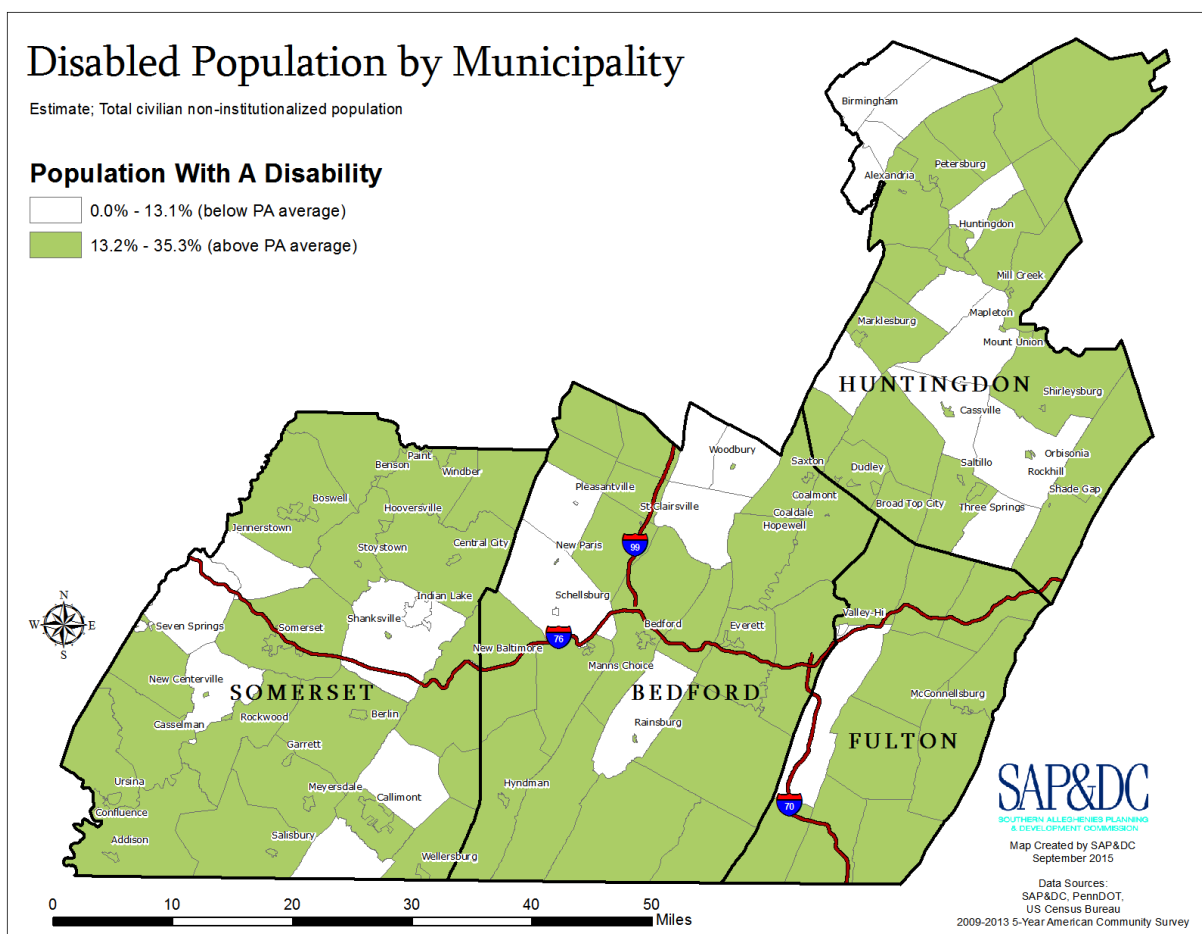 Disabled Population by Municipality
Estimate; Total civilian non-institutionalized population
Population With A Disability
0.0% - 13.1% (below PA average)
13.2% - 35.3% (above PA average)
Birmingham
Petersburg
Alexandria
Huntingdon
Mill Creek
Mapleton
Marklesburg
Mount Union
HUNTINGDON
Shirleysburg
Cassville
Woodbury
Orbisonia
Saxton
Saltillo
Dudley
Rockhill
Paint
Benson
Windber
Pleasantville
Coalmont
Shade Gap
Boswell
Broad Top City
Three Springs
Hooversville
St Clairsville
Coaldale
Hopewell
Jennerstown
Central City
Stoystown
New Paris
99
Schellsburg
Indian Lake
Valley-Hi
N
W
E
S
Seven Springs
Somerset
Shanksville
Bedford
Everett
76
New Baltimore
Manns Choice
New Centerville
SOMERSET
BEDFORD
McConnellsburg
Casselman
Rockwood
Berlin
Rainsburg
Garrett
FULTON
Ursina
Meyersdale
Hyndman
Callimont
Confluence
70
Addison
Salisbury
Wellersburg
SAP&DC
SOUTHERN ALLEGHENIES PLANNING
& DEVELOPMENT COMMISSION
Map Created by SAP&DC
September 2015
Data Sources:
SAP&DC, PennDOT,
US Census Bureau
2009-2013 5-Year American Community Survey
0 10 20 30 40 50
Miles